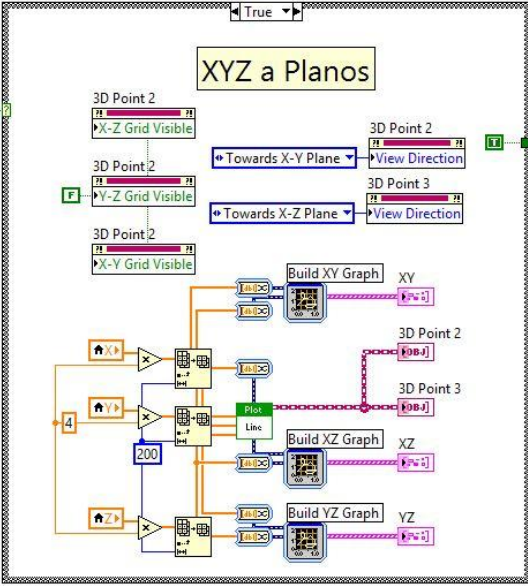 True
XYZ a Planos
3D Point 2
X-Z Grid Visible
3D Point 2
Y-Z Grid Visible
F
3D Point 2
X-Y Grid Visible
3D Point 2
Towards X-Y Plane
View Direction
T
3D Point 3
Towards X-Z Plane
View Direction
Build XY Graph
XY
X
3D Point 2
OBJ
Y
4
Plot
Line
3D Point 3
OBJ
200
Build XZ Graph
XZ
Z
Build YZ Graph
YZ